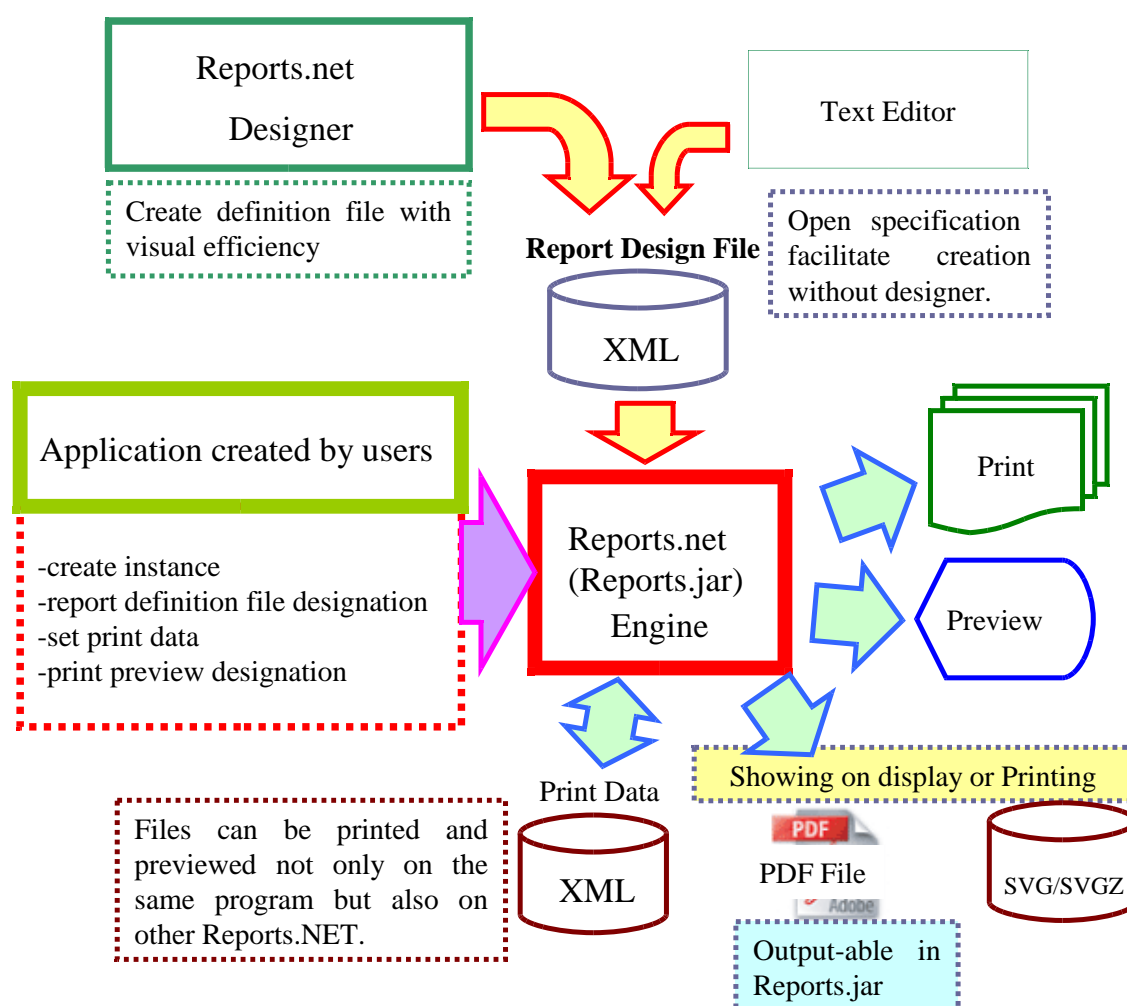 Reports.net
Designer
Text Editor
Create definition file with
visual efficiency
Open specification
facilitate creation
without designer.
Report Design File
XML
Application created by users
-create instance
-report definition file designation
-set print data
-print preview designation
Reports.net
(Reports.jar)
Engine
Print
Preview
Showing on display or Printing
Print Data
XML
Files can be printed and
previewed not only on the
same program but also on
other Reports.NET.
PDF
PDF File
Adobe
SVG/SVGZ
Output-able in
Reports.jar